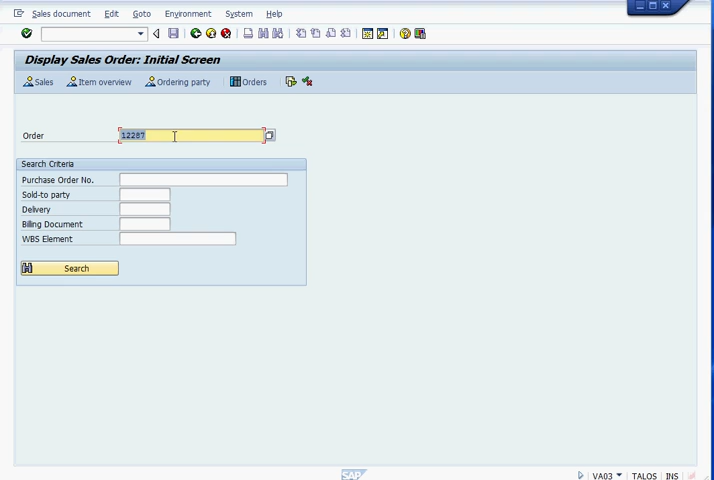 Sales document Edit Goto Environment System Help
Display Sales Order: Initial Screen
Sales Item overview Ordering party Orders
Order 12287
Search Criteria
Purchase Order No.
Sold-to party
Delivery
Billing Document
WBS Element
Search
SAP VA03 TALOS INS